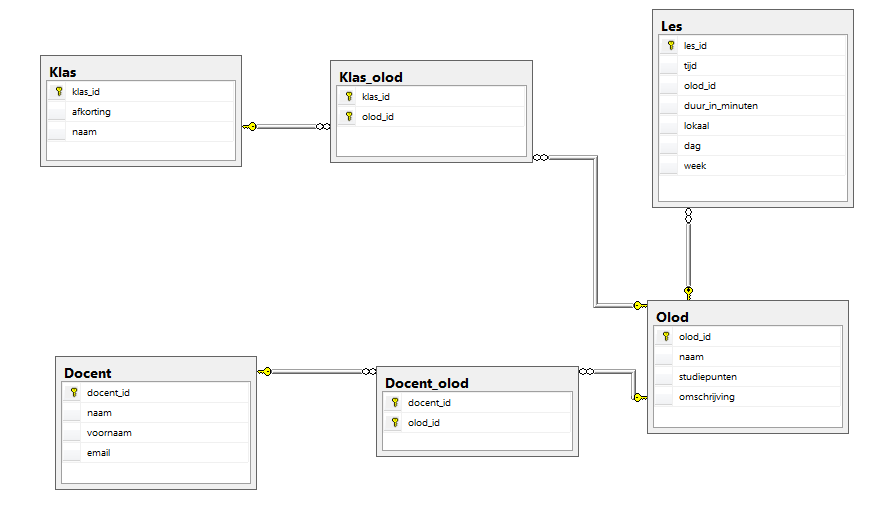 Klas
klas_id
afkorting
naam
Klas_olod
klas_id
olod_id
Les
les_id
tijd
olod_id
duur_in_minuten
lokaal
dag
week
Docent
docent_id
naam
voornaam
email
Docent_olod
docent_id
olod_id
Olod
olod_id
naam
studiepunten
omschrijving